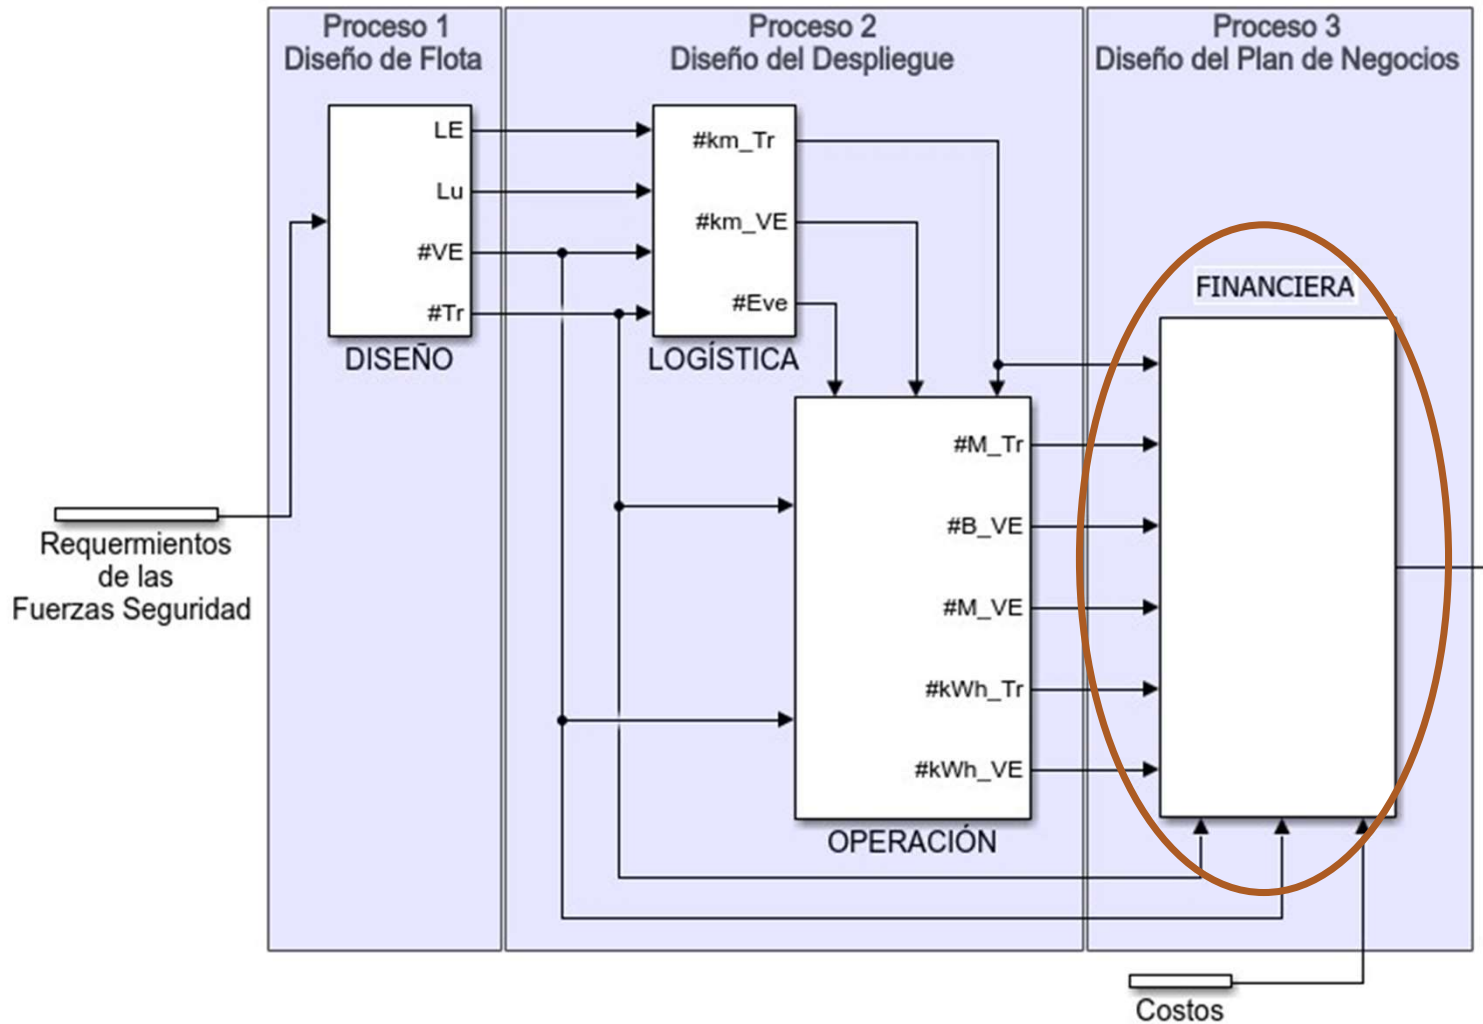 Proceso 1
Diseño de Flota
Proceso 2
Diseño del Despliegue
Proceso 3
Diseño del Plan de Negocios
LE
Lu
#VE
#Tr
DISEÑO
#km_Tr
#km_VE
#Eve
LOGÍSTICA
FINANCIERA
#M_Tr
#B_VE
#M_VE
#kWh_Tr
#kWh_VE
OPERACIÓN
Requermientos
de las
Fuerzas Seguridad
Costos